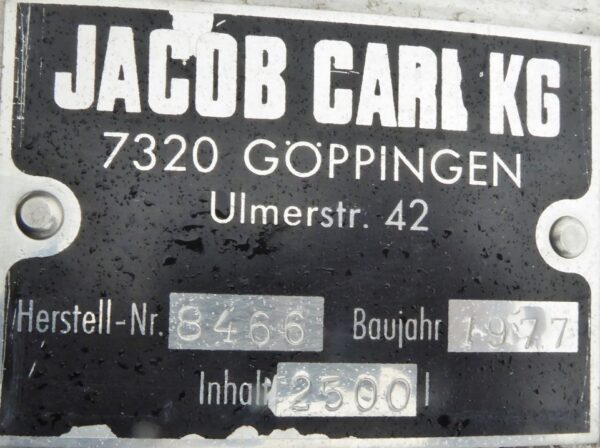 JACOB CARL KG
7320 GÖPPINGEN
Ulmerstr. 42
Herstell-Nr. 8466 Baujahr 1977
Inhalt 2500 l